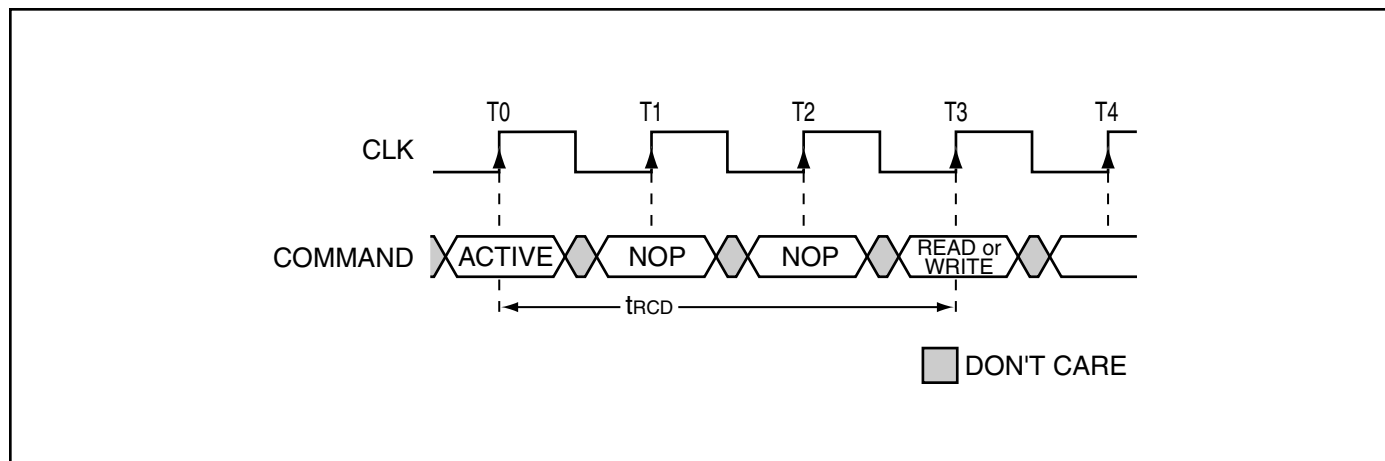 T0 T1 T2 T3 T4
CLK
COMMAND ACTIVE NOP NOP READ or
WRITE
tRCD
DON'T CARE